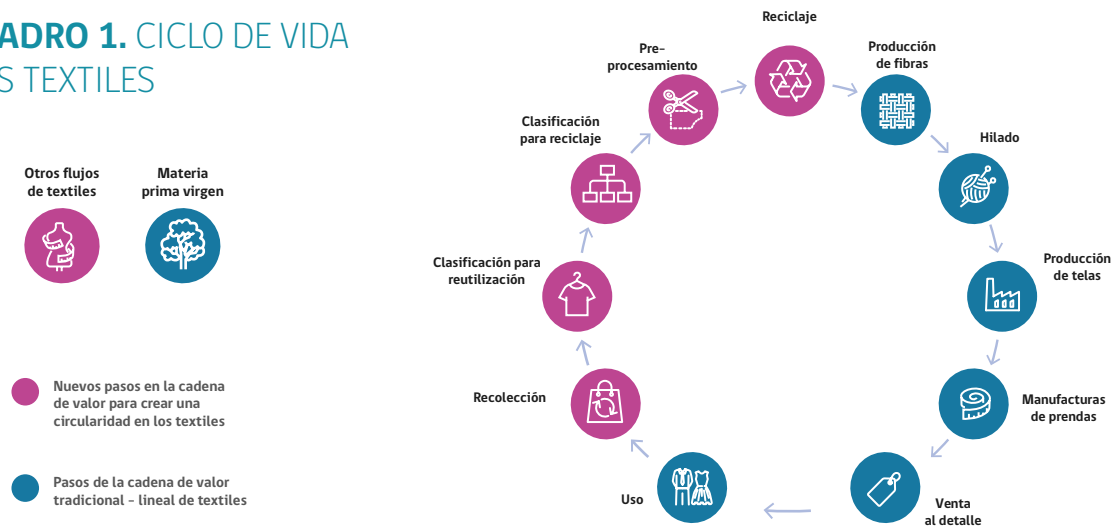 ADRO 1. CICLO DE VIDA
S TEXTILES
Otros flujos
de textiles
Materia
prima virgen
Nuevos pasos en la cadena
de valor para crear una
circularidad en los textiles
Pasos de la cadena de valor
tradicional - lineal de textiles
Reciclaje
Producción
de fibras
Hilado
Producción
de telas
Manufacturas
de prendas
Venta
al detalle
Uso
Recolección
Clasificación para
reutilización
Clasificación
para reciclaje
Pre-
procesamiento